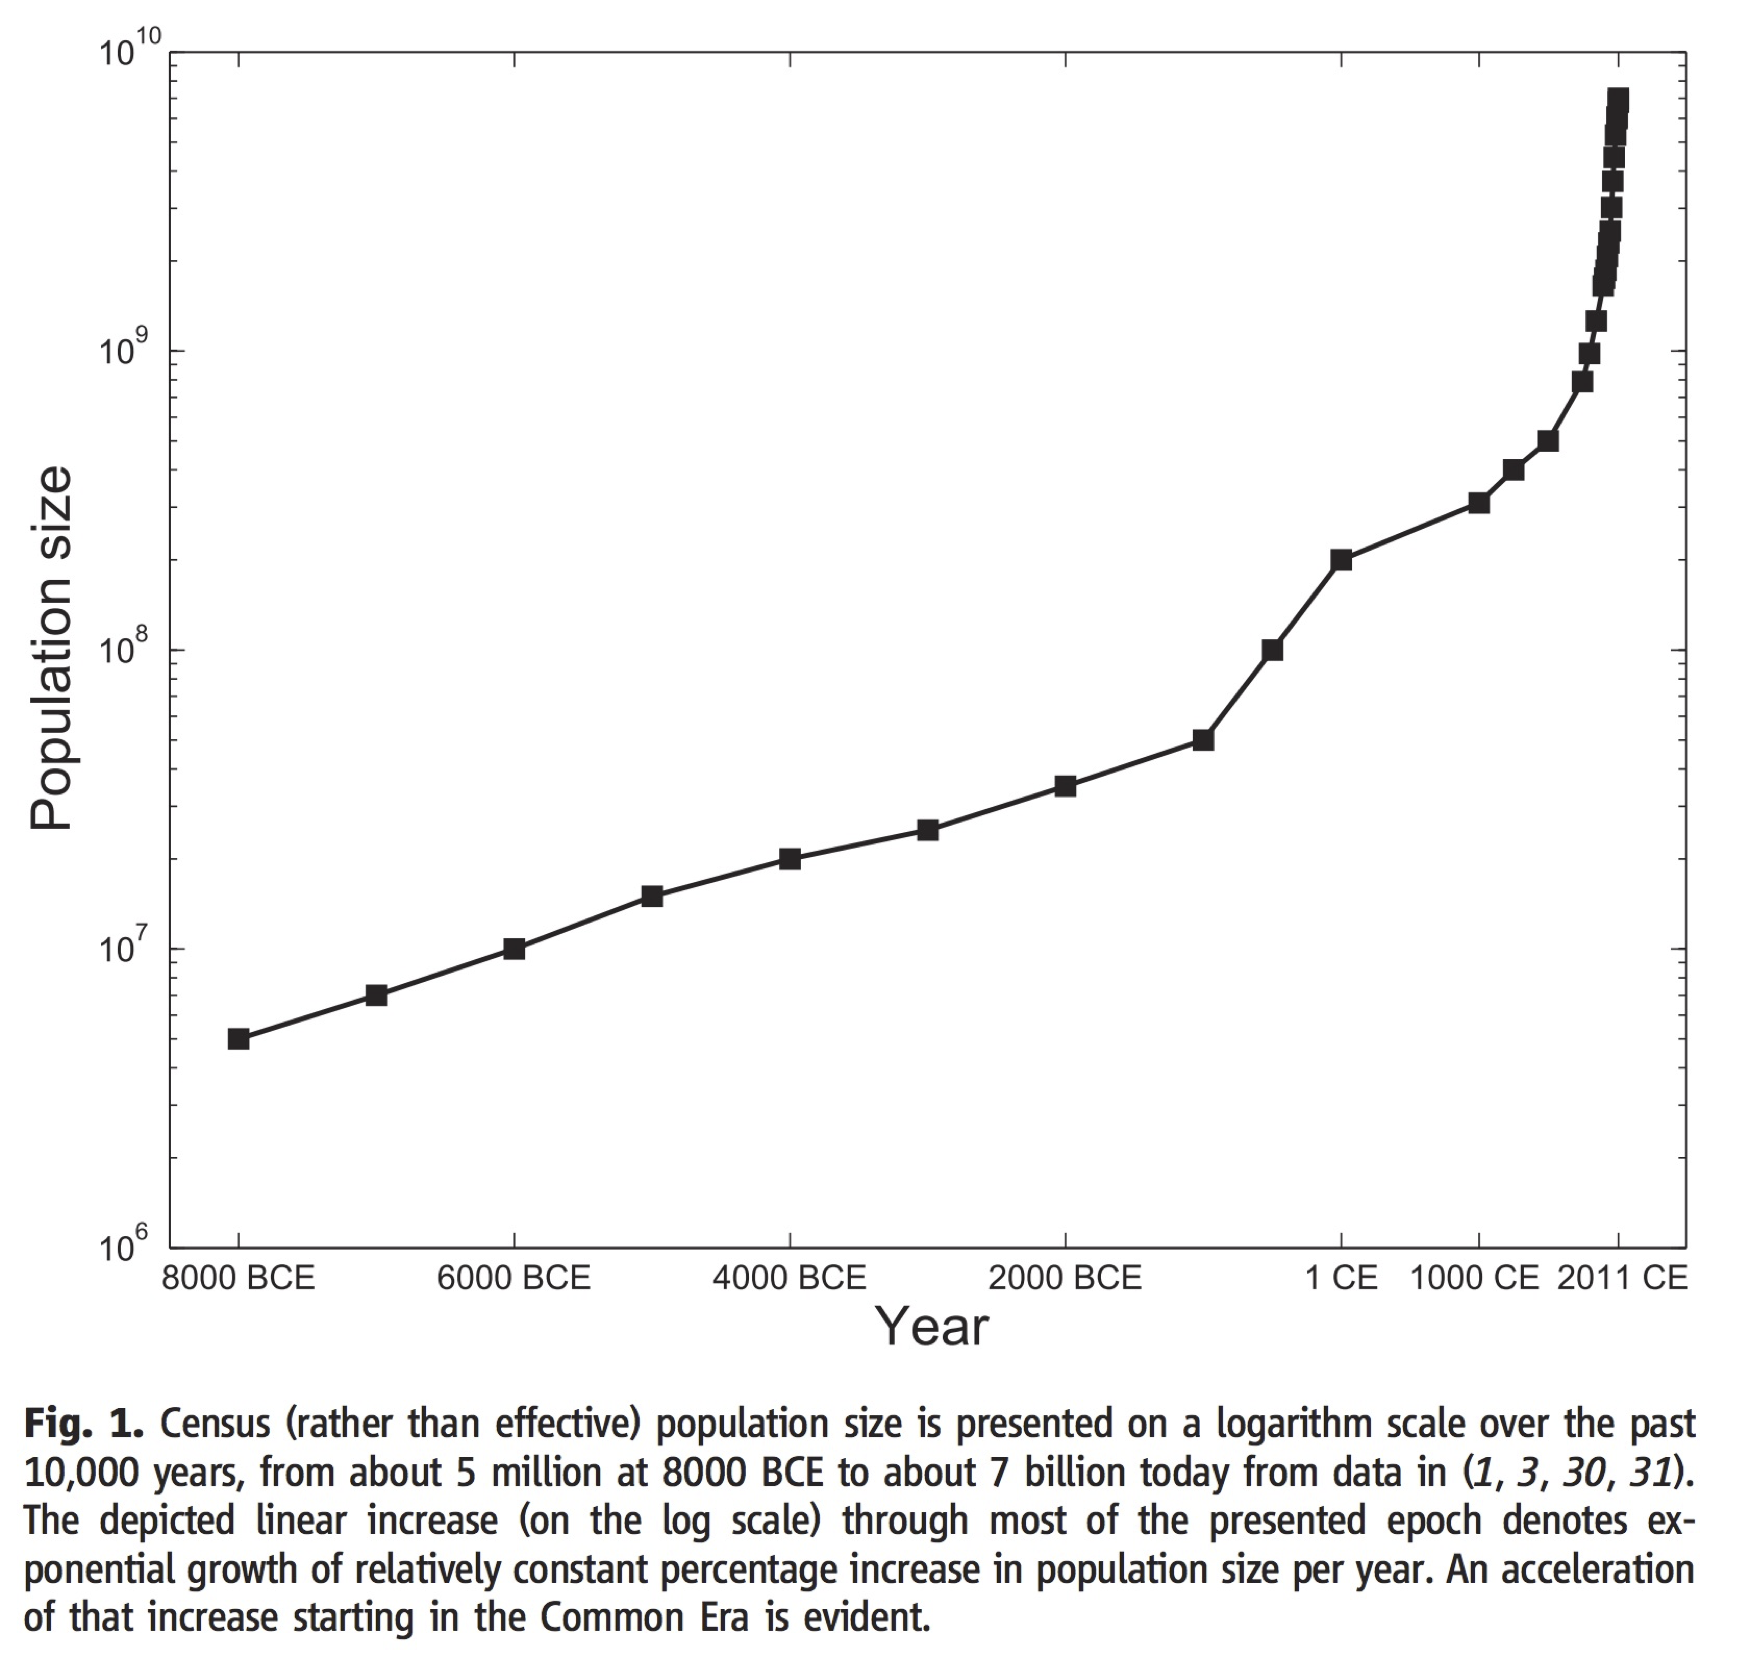 10^10
10^9
10^8
10^7
10^6
Population size
8000 BCE 6000 BCE 4000 BCE 2000 BCE 1 CE 1000 CE 2011 CE
Year
Fig. 1. Census (rather than effective) population size is presented on a logarithm scale over the past
10,000 years, from about 5 million at 8000 BCE to about 7 billion today from data in (1, 3, 30, 31).
The depicted linear increase (on the log scale) through most of the presented epoch denotes ex-
ponential growth of relatively constant percentage increase in population size per year. An acceleration
of that increase starting in the Common Era is evident.